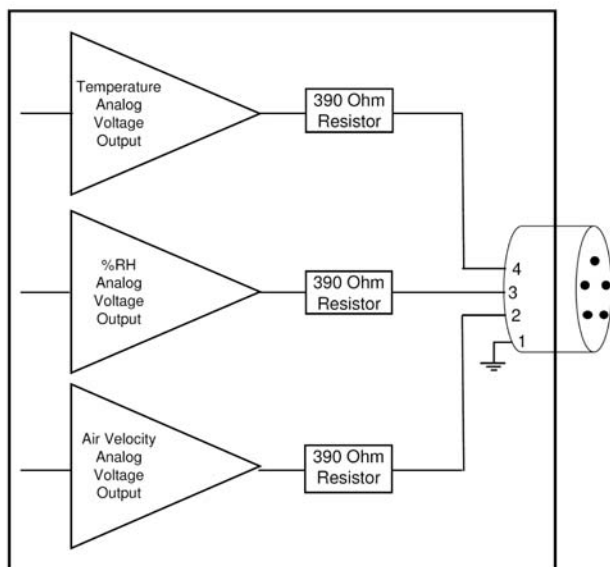 Temperature
Analog
Voltage
Output
390 Ohm
Resistor
%RH
Analog
Voltage
Output
390 Ohm
Resistor
4
3
2
1
Air Velocity
Analog
Voltage
Output
390 Ohm
Resistor